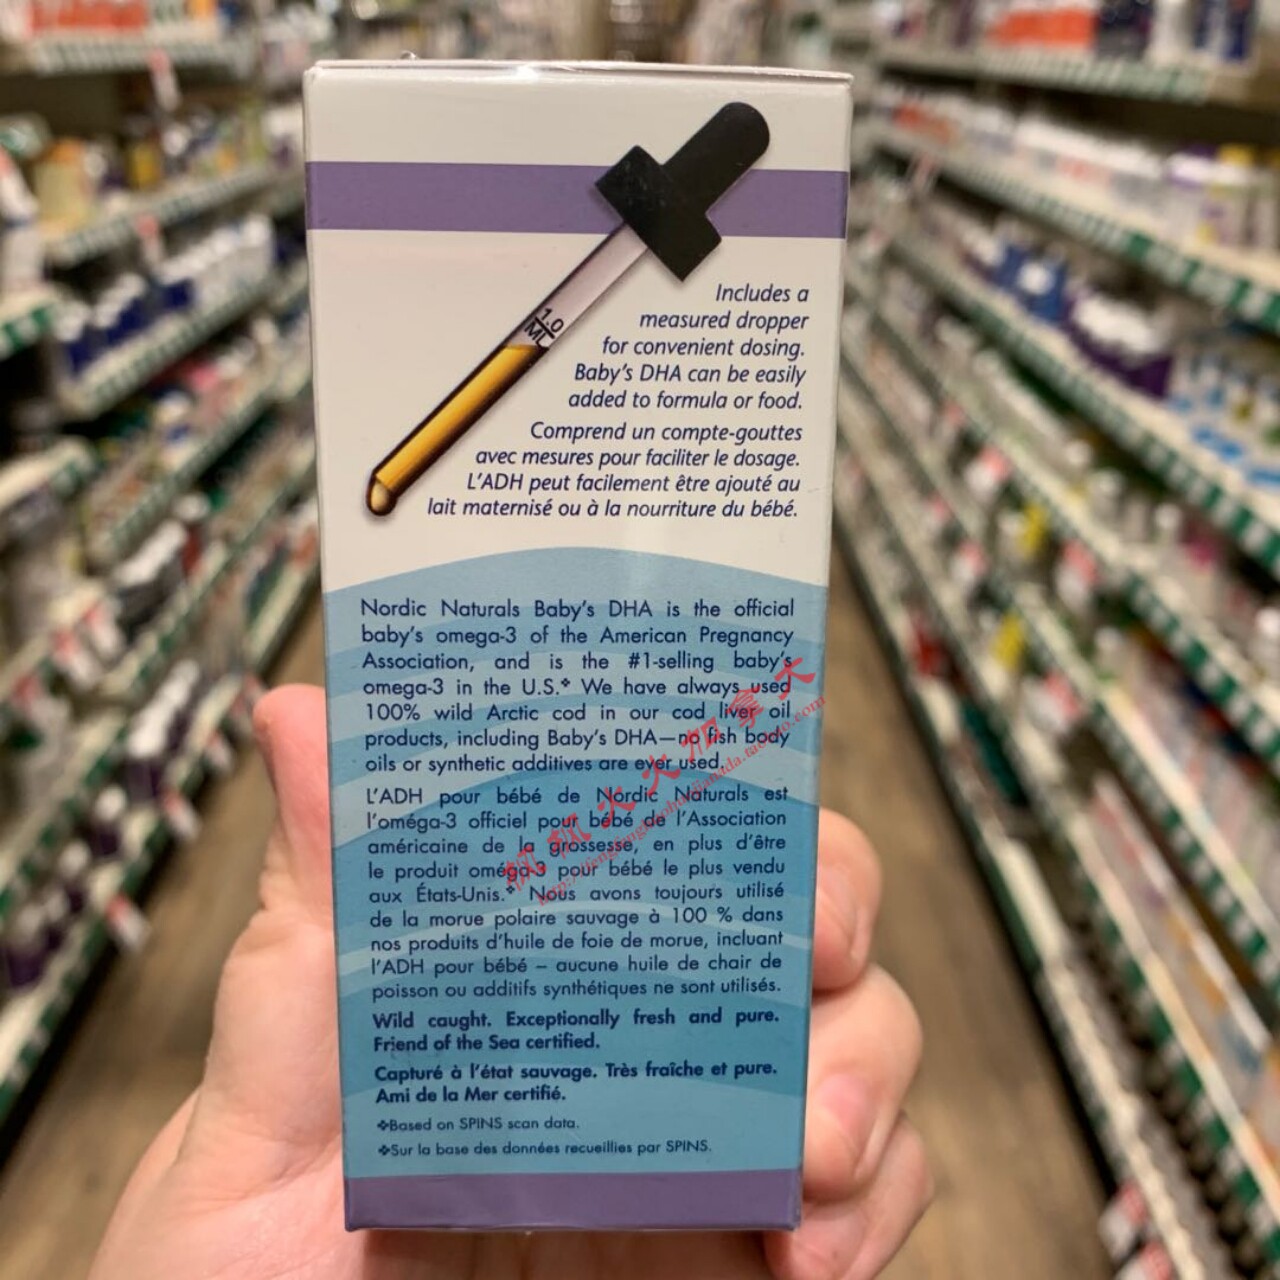 1.0
ML
Includes a
measured dropper
for convenient dosing.
Baby's DHA can be easily
added to formula or food.
Comprend un compte-gouttes
avec mesures pour faciliter le dosage.
L'ADH peut facilement être ajouté au
lait maternisé ou à la nourriture du bébé.
Nordic Naturals Baby's DHA is the official
baby's omega-3 of the American Pregnancy
Association, and is the #1-selling baby's
omega-3 in the U.S.❖ We have always used
100% wild Arctic cod in our cod liver oil
products, including Baby's DHA—no fish body
oils or synthetic additives are ever used.
L'ADH pour bébé de Nordic Naturals est
l'oméga-3 officiel pour bébé de l'Association
américaine de la grossesse, en plus d'être
le produit oméga-3 pour bébé le plus vendu
aux États-Unis.❖ Nous avons toujours utilisé
de la morue polaire sauvage à 100 % dans
nos produits d'huile de foie de morue, incluant
l'ADH pour bébé – aucune huile de chair de
poisson ou additifs synthétiques ne sont utilisés.
Wild caught. Exceptionally fresh and pure.
Friend of the Sea certified.
Capturé à l'état sauvage. Très fraîche et pure.
Ami de la Mer certifié.
❖Based on SPINS scan data.
❖Sur la base des données recueillies par SPINS.
火火加拿大